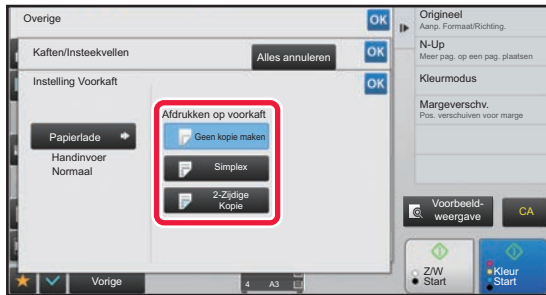 Overige
OK
Kaften/Insteekvellen
Alles annuleren
OK
Instelling Voorkaft
OK
Afdrukken op voorkaft
Papierlade
Handinvoer
Normaal
Geen kopie maken
Simplex
2-Zijdige
Kopie
Vorige
4 A3
Origineel
Aanp. Formaat/Richting.
N-Up
Meer pag. op een pag. plaatsen
Kleurmodus
Margeverschv.
Pos. verschuiven voor marge
Voorbeeld-
weergave
CA
Z/W
Start
Kleur
Start